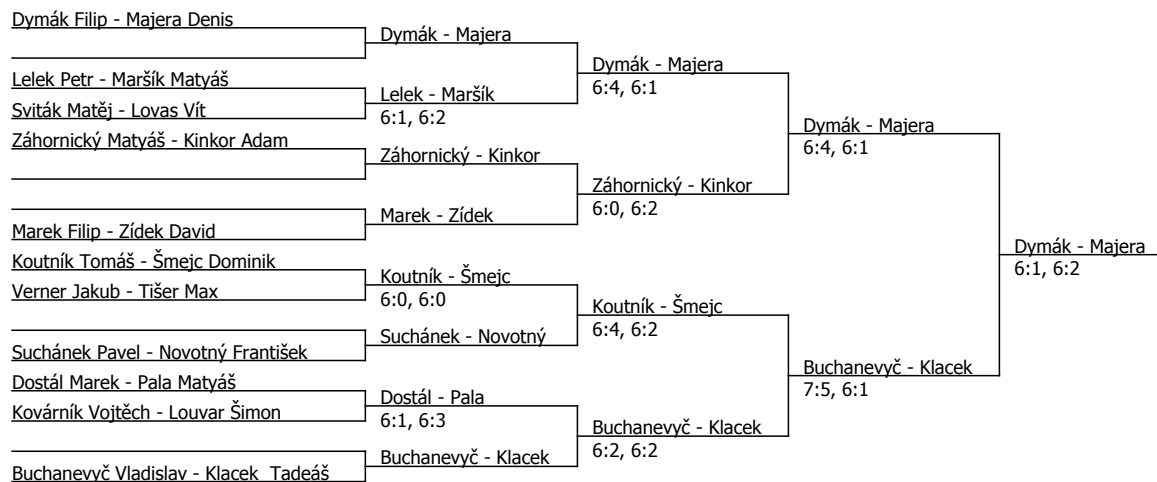 Dymák Filip - Majera Denis
Lelek Petr - Maršík Matyáš
Sviták Matěj - Lovas Vít
Záhornický Matyáš - Kinkor Adam
Marek Filip - Zídek David
Koutník Tomáš - Šmejc Dominik
Verner Jakub - Tišer Max
Suchánek Pavel - Novotný František
Dostál Marek - Pala Matyáš
Kovárník Vojtěch - Louvar Šimon
Buchanevyč Vladislav - Klacek Tadeáš
Dymák - Majera
Lelek - Maršík
6:1, 6:2
Záhornický - Kinkor
Marek - Zídek
Koutník - Šmejc
6:0, 6:0
Suchánek - Novotný
Dostál - Pala
6:1, 6:3
Buchanevyč - Klacek
Dymák - Majera
6:4, 6:1
Záhornický - Kinkor
6:0, 6:2
Koutník - Šmejc
6:4, 6:2
Buchanevyč - Klacek
6:2, 6:2
Dymák - Majera
6:4, 6:1
Buchanevyč - Klacek
7:5, 6:1
Dymák - Majera
6:1, 6:2